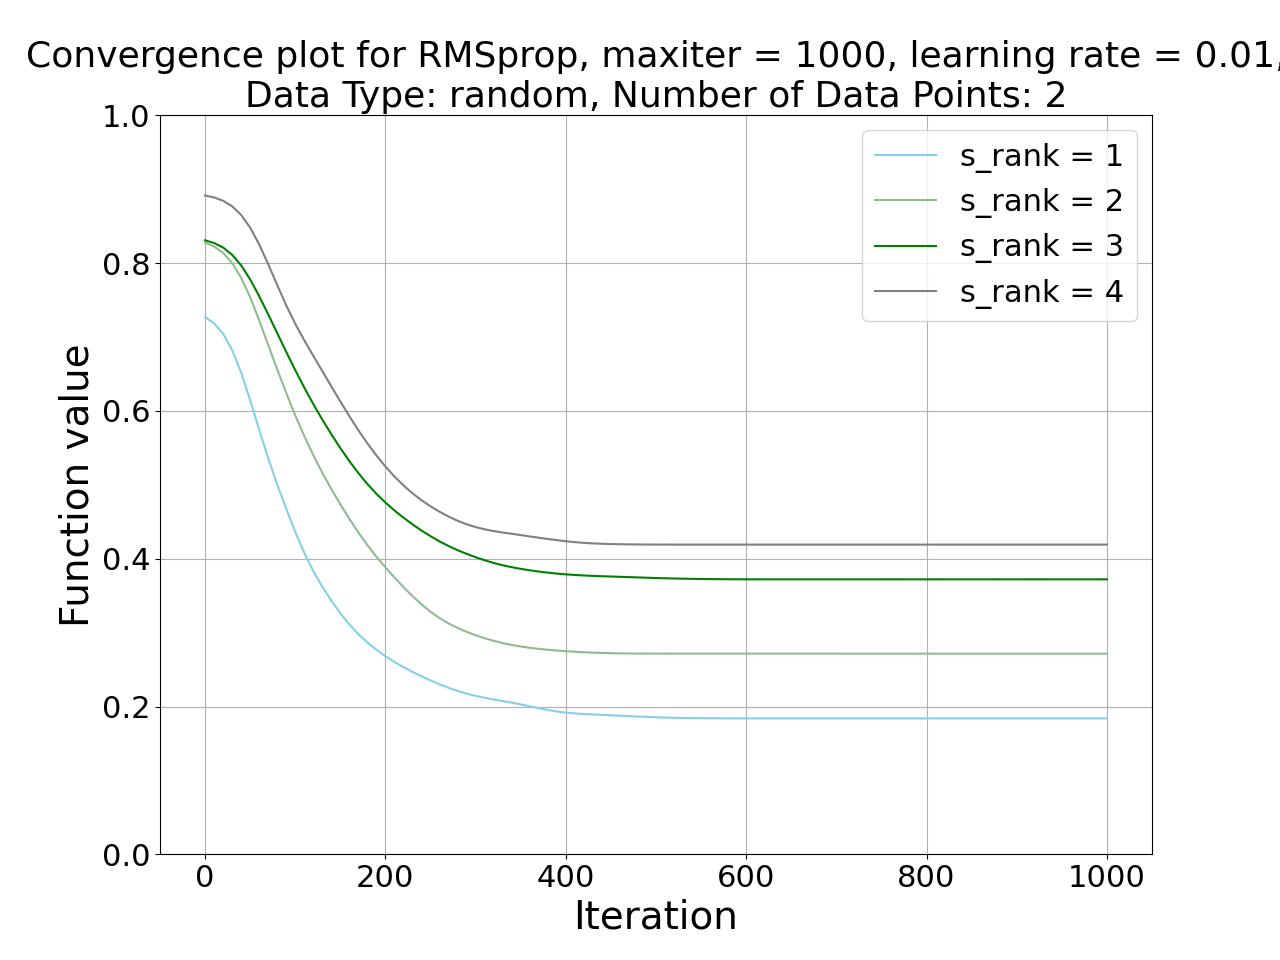 Convergence plot for RMSprop, maxiter = 1000, learning rate = 0.01,
Data Type: random, Number of Data Points: 2
1.0
0.8
0.6
0.4
0.2
0.0
Function value
s_rank = 1
s_rank = 2
s_rank = 3
s_rank = 4
0 200 400 600 800 1000
Iteration